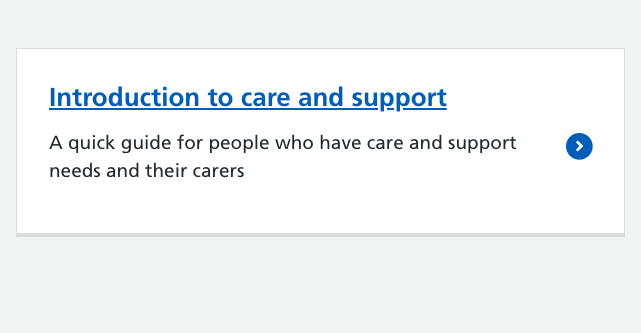 Introduction to care and support
A quick guide for people who have care and support
needs and their carers